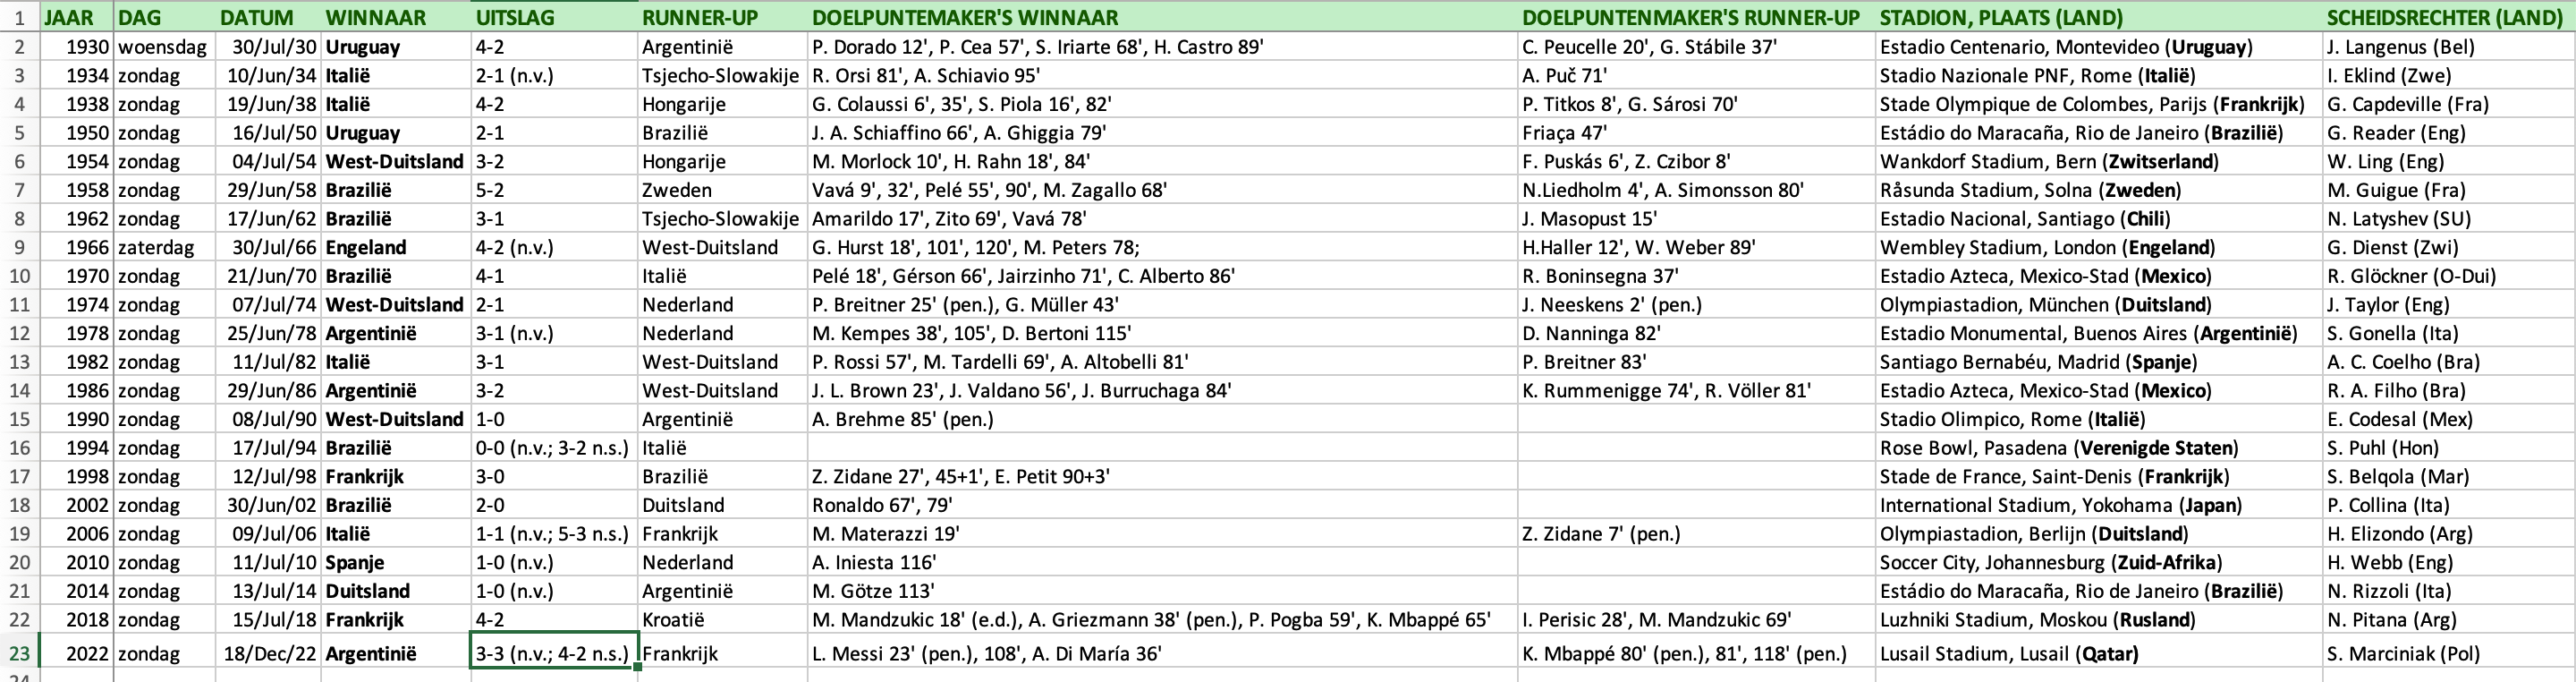 1 JAAR DAG DATUM WINNAAR UITSLAG RUNNER-UP DOELPUNTEMAKER'S WINNAAR DOELPUNTENMAKER'S RUNNER-UP STADION, PLAATS (LAND) SCHEIDSRECHTER (LAND)
2 1930 woensdag 30/Jul/30 Uruguay 4-2 Argentinië P. Dorado 12', P. Cea 57', S. Iriarte 68', H. Castro 89' C. Peucelle 20', G. Stábile 37' Estadio Centenario, Montevideo (Uruguay) J. Langenus (Bel)
3 1934 zondag 10/Jun/34 Italië 2-1 (n.v.) Tsjecho-Slowakije R. Orsi 81', A. Schiavio 95' A. Puč 71' Stadio Nazionale PNF, Rome (Italië) I. Eklind (Zwe)
4 1938 zondag 19/Jun/38 Italië 4-2 Hongarije G. Colaussi 6', 35', S. Piola 16', 82' P. Titkos 8', G. Sárosi 70' Stade Olympique de Colombes, Parijs (Frankrijk) G. Capdeville (Fra)
5 1950 zondag 16/Jul/50 Uruguay 2-1 Brazilië J. A. Schiaffino 66', A. Ghiggia 79' Friaça 47' Estádio do Maracaña, Rio de Janeiro (Brazilië) G. Reader (Eng)
6 1954 zondag 04/Jul/54 West-Duitsland 3-2 Hongarije M. Morlock 10', H. Rahn 18', 84' F. Puskás 6', Z. Czibor 8' Wankdorf Stadium, Bern (Zwitserland) W. Ling (Eng)
7 1958 zondag 29/Jun/58 Brazilië 5-2 Zweden Vavá 9', 32', Pelé 55', 90', M. Zagallo 68' N.Liedholm 4', A. Simonsson 80' Råsunda Stadium, Solna (Zweden) M. Guigue (Fra)
8 1962 zondag 17/Jun/62 Brazilië 3-1 Tsjecho-Slowakije Amarildo 17', Zito 69', Vavá 78' J. Masopust 15' Estadio Nacional, Santiago (Chili) N. Latyshev (SU)
9 1966 zaterdag 30/Jul/66 Engeland 4-2 (n.v.) West-Duitsland G. Hurst 18', 101', 120', M. Peters 78; H.Haller 12', W. Weber 89' Wembley Stadium, London (Engeland) G. Dienst (Zwi)
10 1970 zondag 21/Jun/70 Brazilië 4-1 Italië Pelé 18', Gérson 66', Jairzinho 71', C. Alberto 86' R. Boninsegna 37' Estadio Azteca, Mexico-Stad (Mexico) R. Glöckner (O-Dui)
11 1974 zondag 07/Jul/74 West-Duitsland 2-1 Nederland P. Breitner 25' (pen.), G. Müller 43' J. Neeskens 2' (pen.) Olympiastadion, München (Duitsland) J. Taylor (Eng)
12 1978 zondag 25/Jun/78 Argentinië 3-1 (n.v.) Nederland M. Kempes 38', 105', D. Bertoni 115' D. Nanninga 82' Estadio Monumental, Buenos Aires (Argentinië) S. Gonella (Ita)
13 1982 zondag 11/Jul/82 Italië 3-1 West-Duitsland P. Rossi 57', M. Tardelli 69', A. Altobelli 81' P. Breitner 83' Santiago Bernabéu, Madrid (Spanje) A. C. Coelho (Bra)
14 1986 zondag 29/Jun/86 Argentinië 3-2 West-Duitsland J. L. Brown 23', J. Valdano 56', J. Burruchaga 84' K. Rummenigge 74', R. Völler 81' Estadio Azteca, Mexico-Stad (Mexico) R. A. Filho (Bra)
15 1990 zondag 08/Jul/90 West-Duitsland 1-0 Argentinië A. Brehme 85' (pen.) Stadio Olimpico, Rome (Italië) E. Codesal (Mex)
16 1994 zondag 17/Jul/94 Brazilië 0-0 (n.v.; 3-2 n.s.) Italië Rose Bowl, Pasadena (Verenigde Staten) S. Puhl (Hon)
17 1998 zondag 12/Jul/98 Frankrijk 3-0 Brazilië Z. Zidane 27', 45+1', E. Petit 90+3' Stade de France, Saint-Denis (Frankrijk) S. Belqola (Mar)
18 2002 zondag 30/Jun/02 Brazilië 2-0 Duitsland Ronaldo 67', 79' International Stadium, Yokohama (Japan) P. Collina (Ita)
19 2006 zondag 09/Jul/06 Italië 1-1 (n.v.; 5-3 n.s.) Frankrijk M. Materazzi 19' Z. Zidane 7' (pen.) Olympiastadion, Berlijn (Duitsland) H. Elizondo (Arg)
20 2010 zondag 11/Jul/10 Spanje 1-0 (n.v.) Nederland A. Iniesta 116' Soccer City, Johannesburg (Zuid-Afrika) H. Webb (Eng)
21 2014 zondag 13/Jul/14 Duitsland 1-0 (n.v.) Argentinië M. Götze 113' Estádio do Maracaña, Rio de Janeiro (Brazilië) N. Rizzoli (Ita)
22 2018 zondag 15/Jul/18 Frankrijk 4-2 Kroatië M. Mandzukic 18' (e.d.), A. Griezmann 38' (pen.), P. Pogba 59', K. Mbappé 65' I. Perisic 28', M. Mandzukic 69' Luzhniki Stadium, Moskou (Rusland) N. Pitana (Arg)
23 2022 zondag 18/Dec/22 Argentinië 3-3 (n.v.; 4-2 n.s.) Frankrijk L. Messi 23' (pen.), 108', A. Di María 36' K. Mbappé 80' (pen.), 81', 118' (pen.) Lusail Stadium, Lusail (Qatar) S. Marciniak (Pol)
24